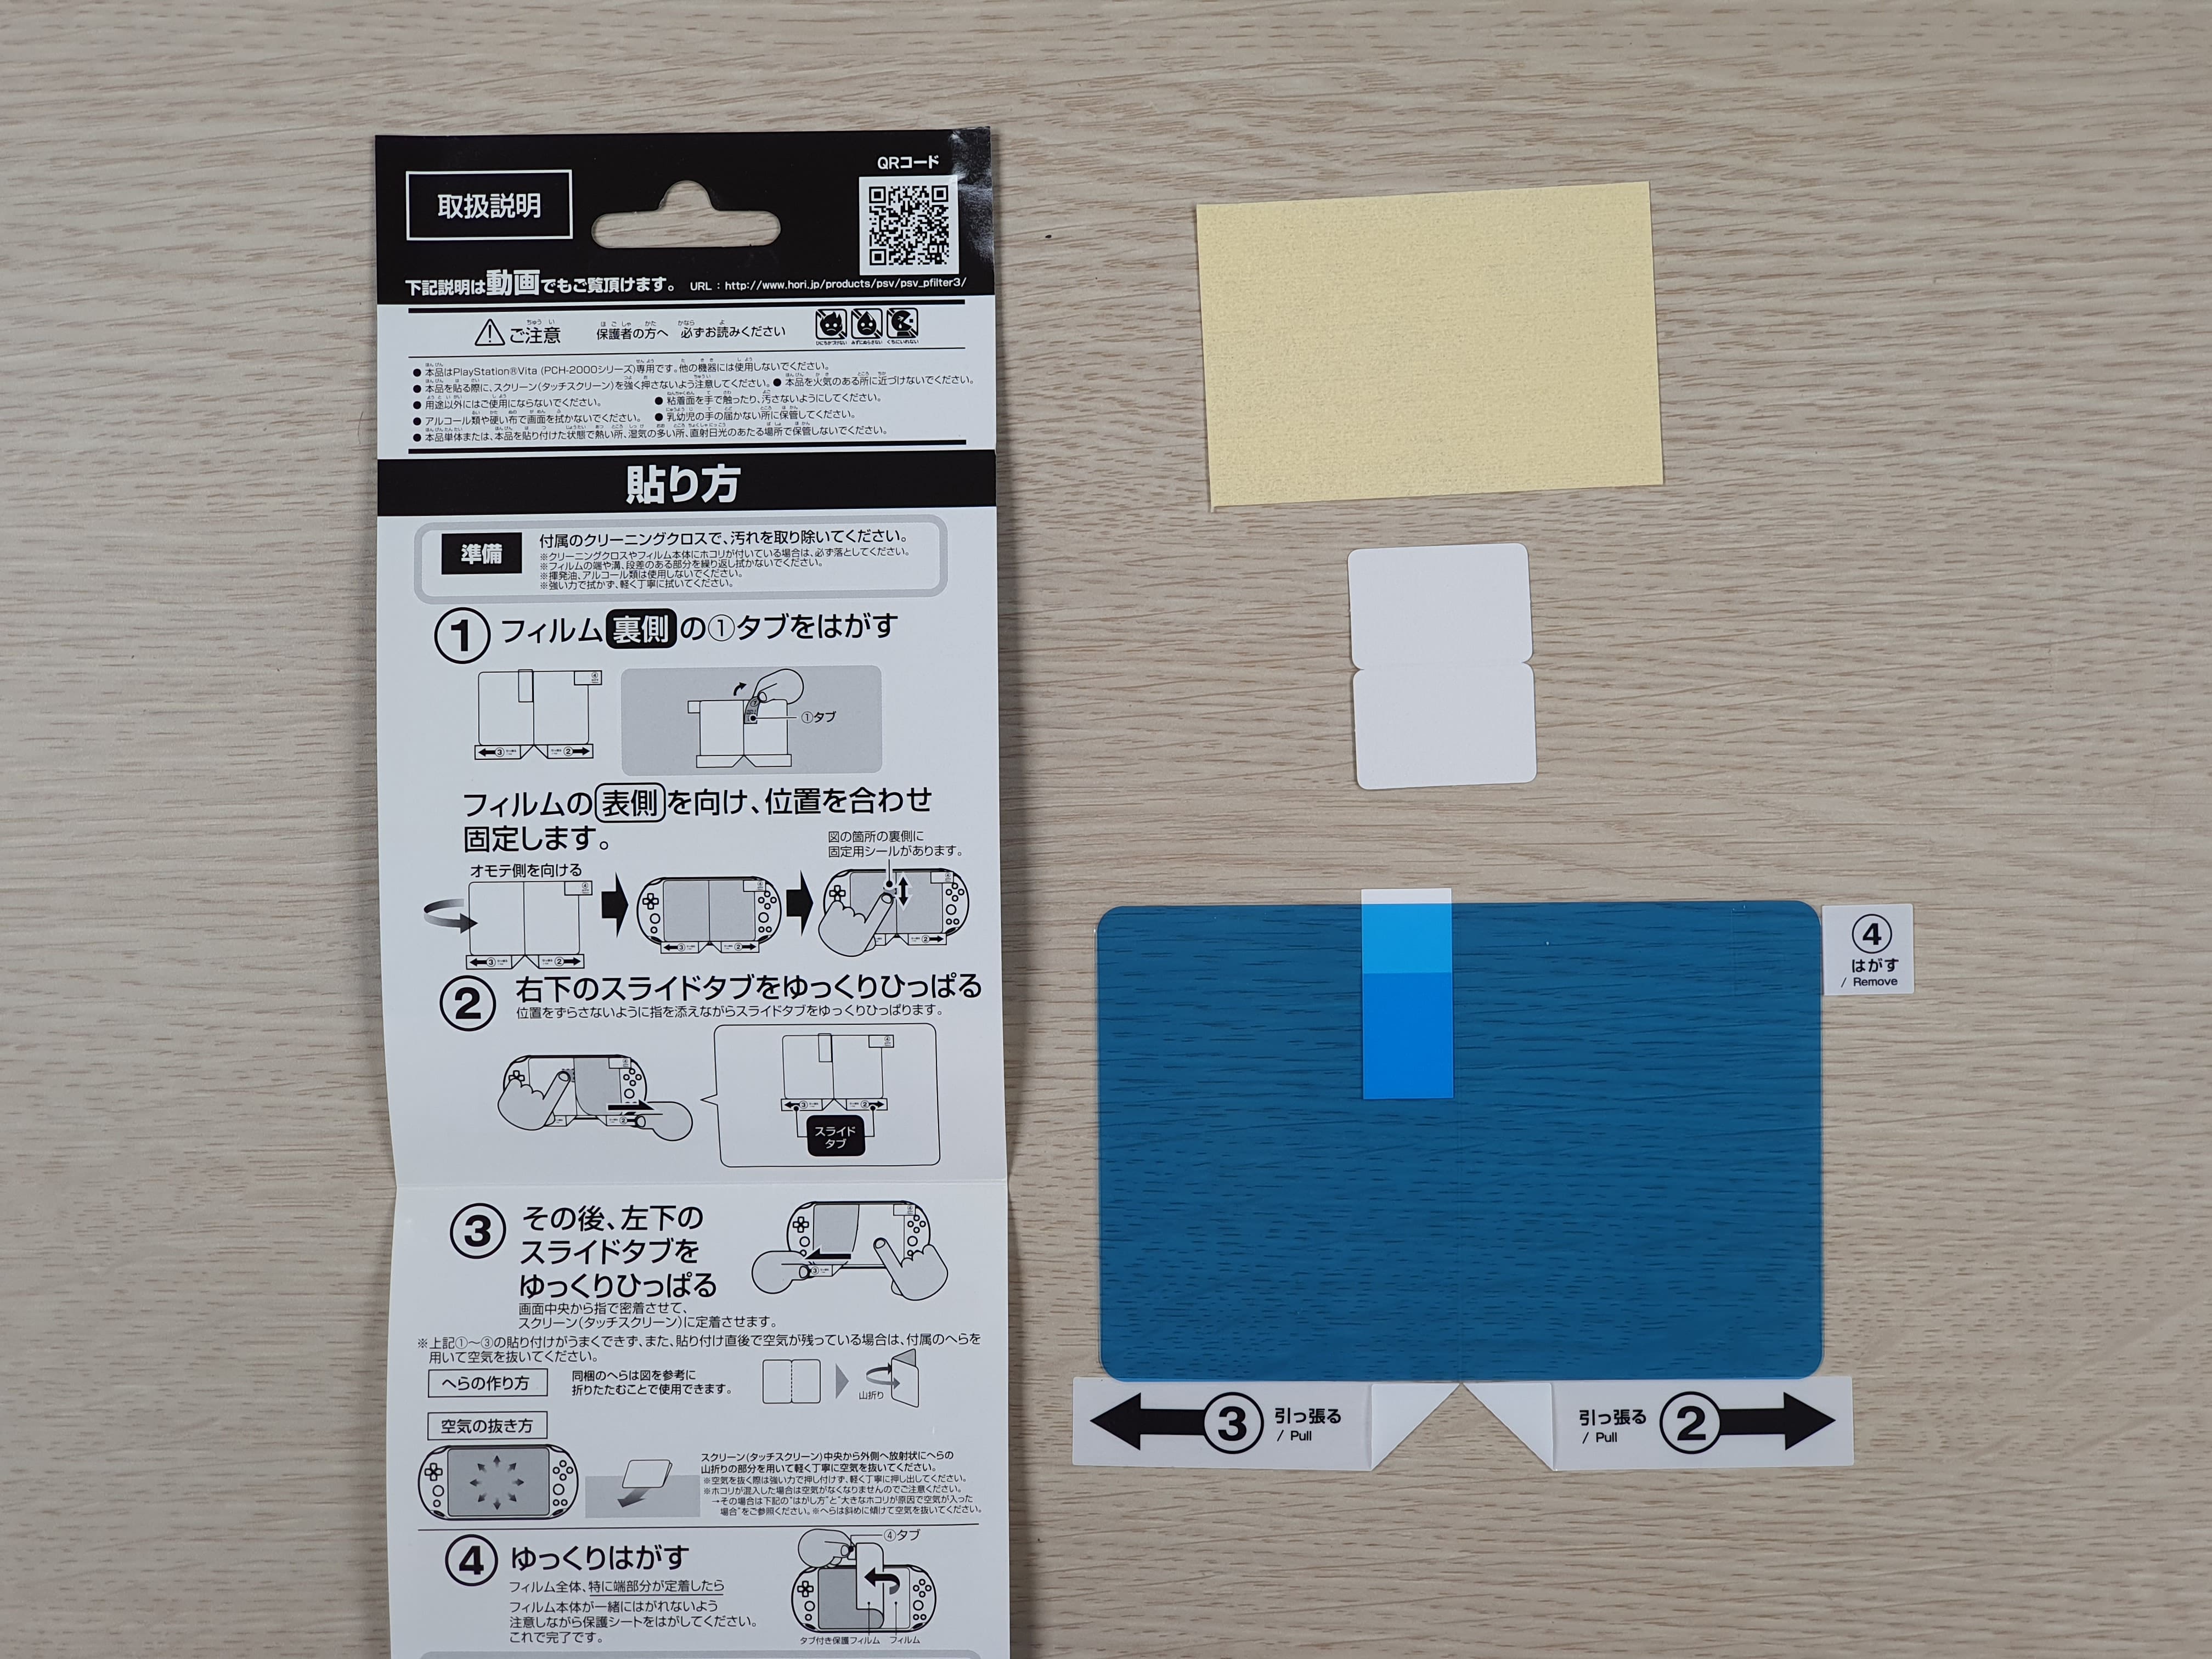 取扱説明
QRコード
下記説明は動画でもご覧頂けます。 URL : http://www.hori.jp/products/psv/psv_pfilter3/
ご注意 保護者の方へ 必ずお読みください
ひにちかづけない みずにぬらさない くちにいれない
● 本品はPlayStation®Vita (PCH-2000シリーズ)専用です。他の機器には使用しないでください。
● 本品を貼る際に、スクリーン(タッチスクリーン)を強く押さないよう注意してください。 ● 本品を火気のある所に近づけないでください。
● 用途以外にはご使用にならないでください。 ● 粘着面を手で触ったり、汚さないようにしてください。
● アルコール類や硬い布で画面を拭かないでください。 ● 乳幼児の手の届かない所に保管してください。
● 本品単体または、本品を貼り付けた状態で熱い所、湿気の多い所、直射日光のあたる場所で保管しないでください。
貼り方
準備
付属のクリーニングクロスで、汚れを取り除いてください。
※クリーニングクロスやフィルム本体にホコリが付いている場合は、必ず落としてください。
※フィルムの端や溝、段差のある部分を繰り返し拭かないでください。
※揮発油、アルコール類は使用しないでください。
※強い力で拭かず、軽く丁寧に拭いてください。
① フィルム裏側の①タブをはがす
④
③ ②
①タブ
フィルムの表側を向け、位置を合わせ
固定します。
図の箇所の裏側に
固定用シールがあります。
オモテ側を向ける
③ ②
② 右下のスライドタブをゆっくりひっぱる
位置をずらさないように指を添えながらスライドタブをゆっくりひっぱります。
③ ②
スライド
タブ
③ その後、左下の
スライドタブを
ゆっくりひっぱる
画面中央から指で密着させて、
スクリーン(タッチスクリーン)に定着させます。
※上記①～③の貼り付けがうまくできず、また、貼り付け直後で空気が残っている場合は、付属のへらを
用いて空気を抜いてください。
へらの作り方
同梱のへらは図を参考に
折りたたむことで使用できます。
山折り
空気の抜き方
スクリーン(タッチスクリーン)中央から外側へ放射状にへらの
山折りの部分を用いて軽く丁寧に空気を抜いてください。
※空気を抜く際は強い力で押し付けず、軽く丁寧に押し出してください。
※ホコリが混入した場合は空気がなくなりませんのでご注意ください。
→その場合は下記の"はがし方"と"大きなホコリが原因で空気が入った
場合"をご参照ください。※へらは斜めに傾けて空気を抜いてください。
④ ゆっくりはがす
④タブ
フィルム全体、特に端部分が定着したら
フィルム本体が一緒にはがれないよう
注意しながら保護シートをはがしてください。
これで完了です。
タブ付き保護フィルム フィルム
④
はがす
/ Remove
③ 引っ張る
/ Pull
引っ張る ②
/ Pull